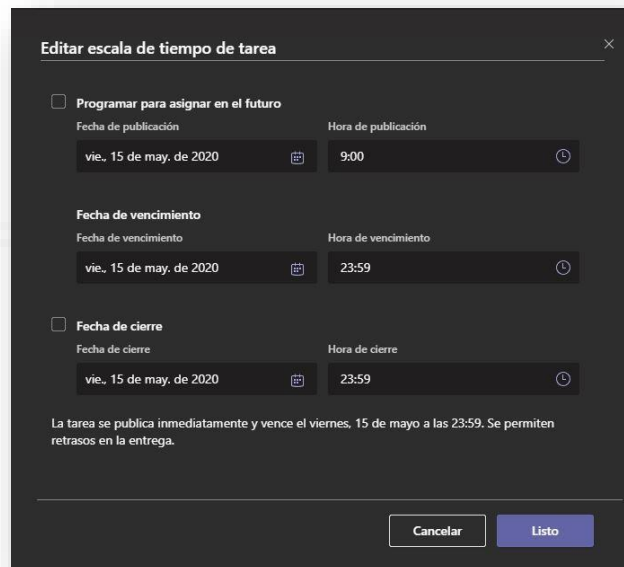 Editar escala de tiempo de tarea
Programar para asignar en el futuro
Fecha de publicación Hora de publicación
vie., 15 de may. de 2020 9:00
Fecha de vencimiento
Fecha de vencimiento Hora de vencimiento
vie., 15 de may. de 2020 23:59
Fecha de cierre
Fecha de cierre Hora de cierre
vie., 15 de may. de 2020 23:59
La tarea se publica inmediatamente y vence el viernes, 15 de mayo a las 23:59. Se permiten
retrasos en la entrega.
Cancelar Listo